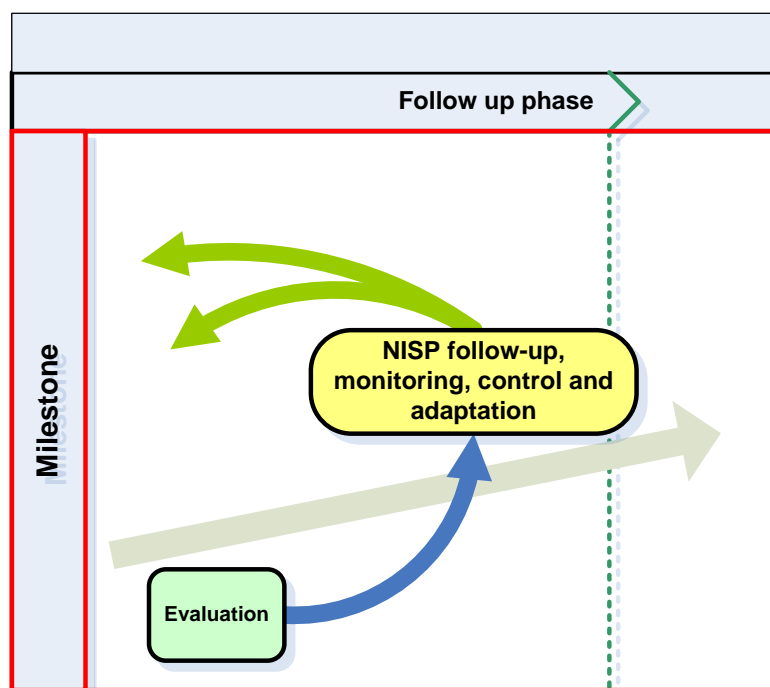 Follow up phase
Milestone
NISP follow-up,
monitoring, control and
adaptation
Evaluation